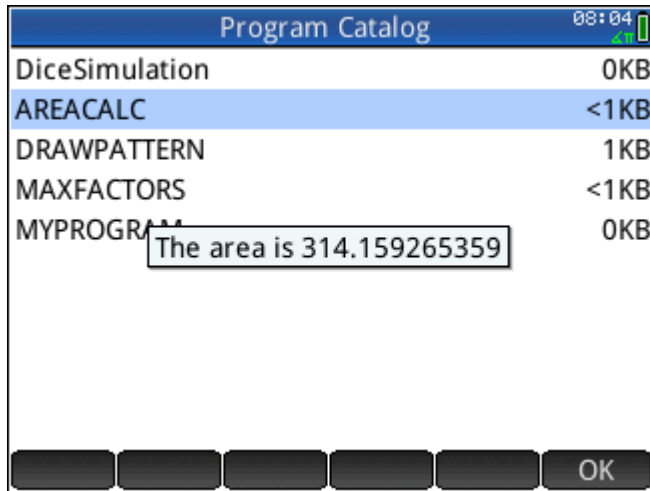 Program Catalog 08:04
∠π
DiceSimulation 0KB
AREACALC <1KB
DRAWPATTERN 1KB
MAXFACTORS <1KB
MYPROGRAM 0KB
The area is 314.159265359
OK